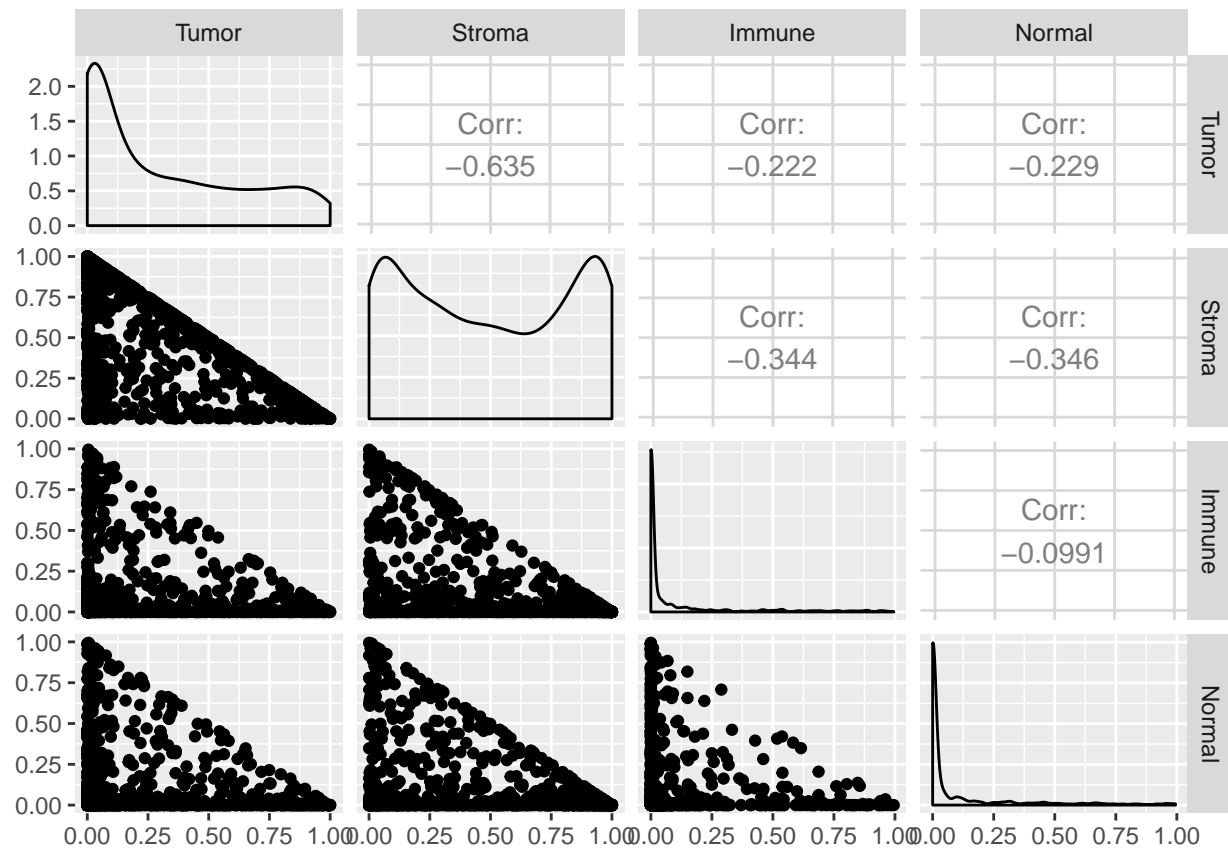 Tumor Stroma Immune Normal
2.0
1.5
1.0
0.5
0.0
Corr:
−0.635
Corr:
−0.222
Corr:
−0.229
Tumor
1.00
0.75
0.50
0.25
0.00
Corr:
−0.344
Corr:
−0.346
Stroma
1.00
0.75
0.50
0.25
0.00
Corr:
−0.0991
Immune
1.00
0.75
0.50
0.25
0.00
Normal
0.00 0.25 0.50 0.75 1.00 0.00 0.25 0.50 0.75 1.00 0.00 0.25 0.50 0.75 1.00 0.00 0.25 0.50 0.75 1.00